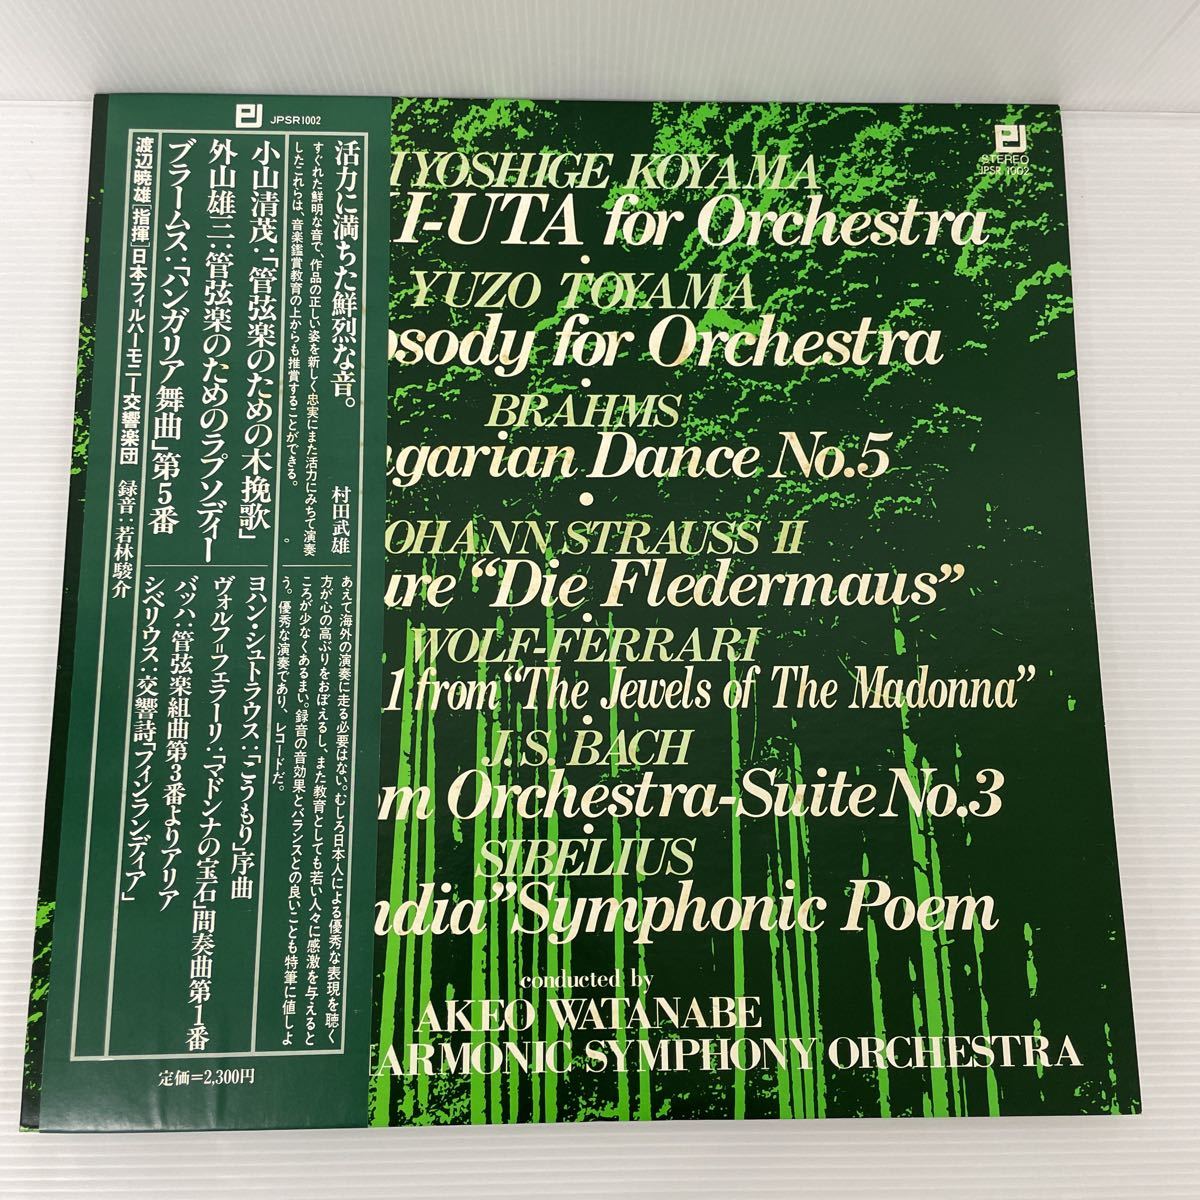 PJ JPSR1002
活力に満ちた鮮烈な音。 村田武雄
すぐれた鮮明な音で、作品の正しい姿を新しく忠実にまた活力にみちて演奏
したこれらは、音楽鑑賞教育の上からも推賞することができる。
小山清茂:「管弦楽のための木挽歌」
外山雄三:管弦楽のためのラプソディー
ブラームス:「ハンガリア舞曲」第5番
渡辺暁雄[指揮]日本フィルハーモニー交響楽団 録音:若林駿介
あえて海外の演奏に走る必要はない。むしろ日本人による優秀な表現を聴く
方が心の高ぶりをおぼえるし、また教育としても若い人々に感激を与えると
ころが少なくあるまい。録音の音効果とバランスとの良いことも特筆に値しよ
う。優秀な演奏であり、レコードだ。
ヨハン・シュトラウス:「こうもり」序曲
ヴォルフ=フェラーリ:「マドンナの宝石」間奏曲第1番
バッハ:管弦楽組曲第3番よりアリア
シベリウス:交響詩「フィンランディア」
定価=2,300円
PJ
STEREO
JPSR 1002
IYOSHIGE KOYAMA
I-UTA for Orchestra
•
YUZO TOYAMA
osody for Orchestra
•
BRAHMS
ngarian Dance No.5
•
OHANN STRAUSS II
ure “Die Fledermaus”
•
WOLF-FERRARI
1 from “The Jewels of The Madonna”
•
J.S. BACH
om Orchestra-Suite No.3
•
SIBELIUS
ndia” Symphonic Poem
conducted by
AKEO WATANABE
ARMONIC SYMPHONY ORCHESTRA